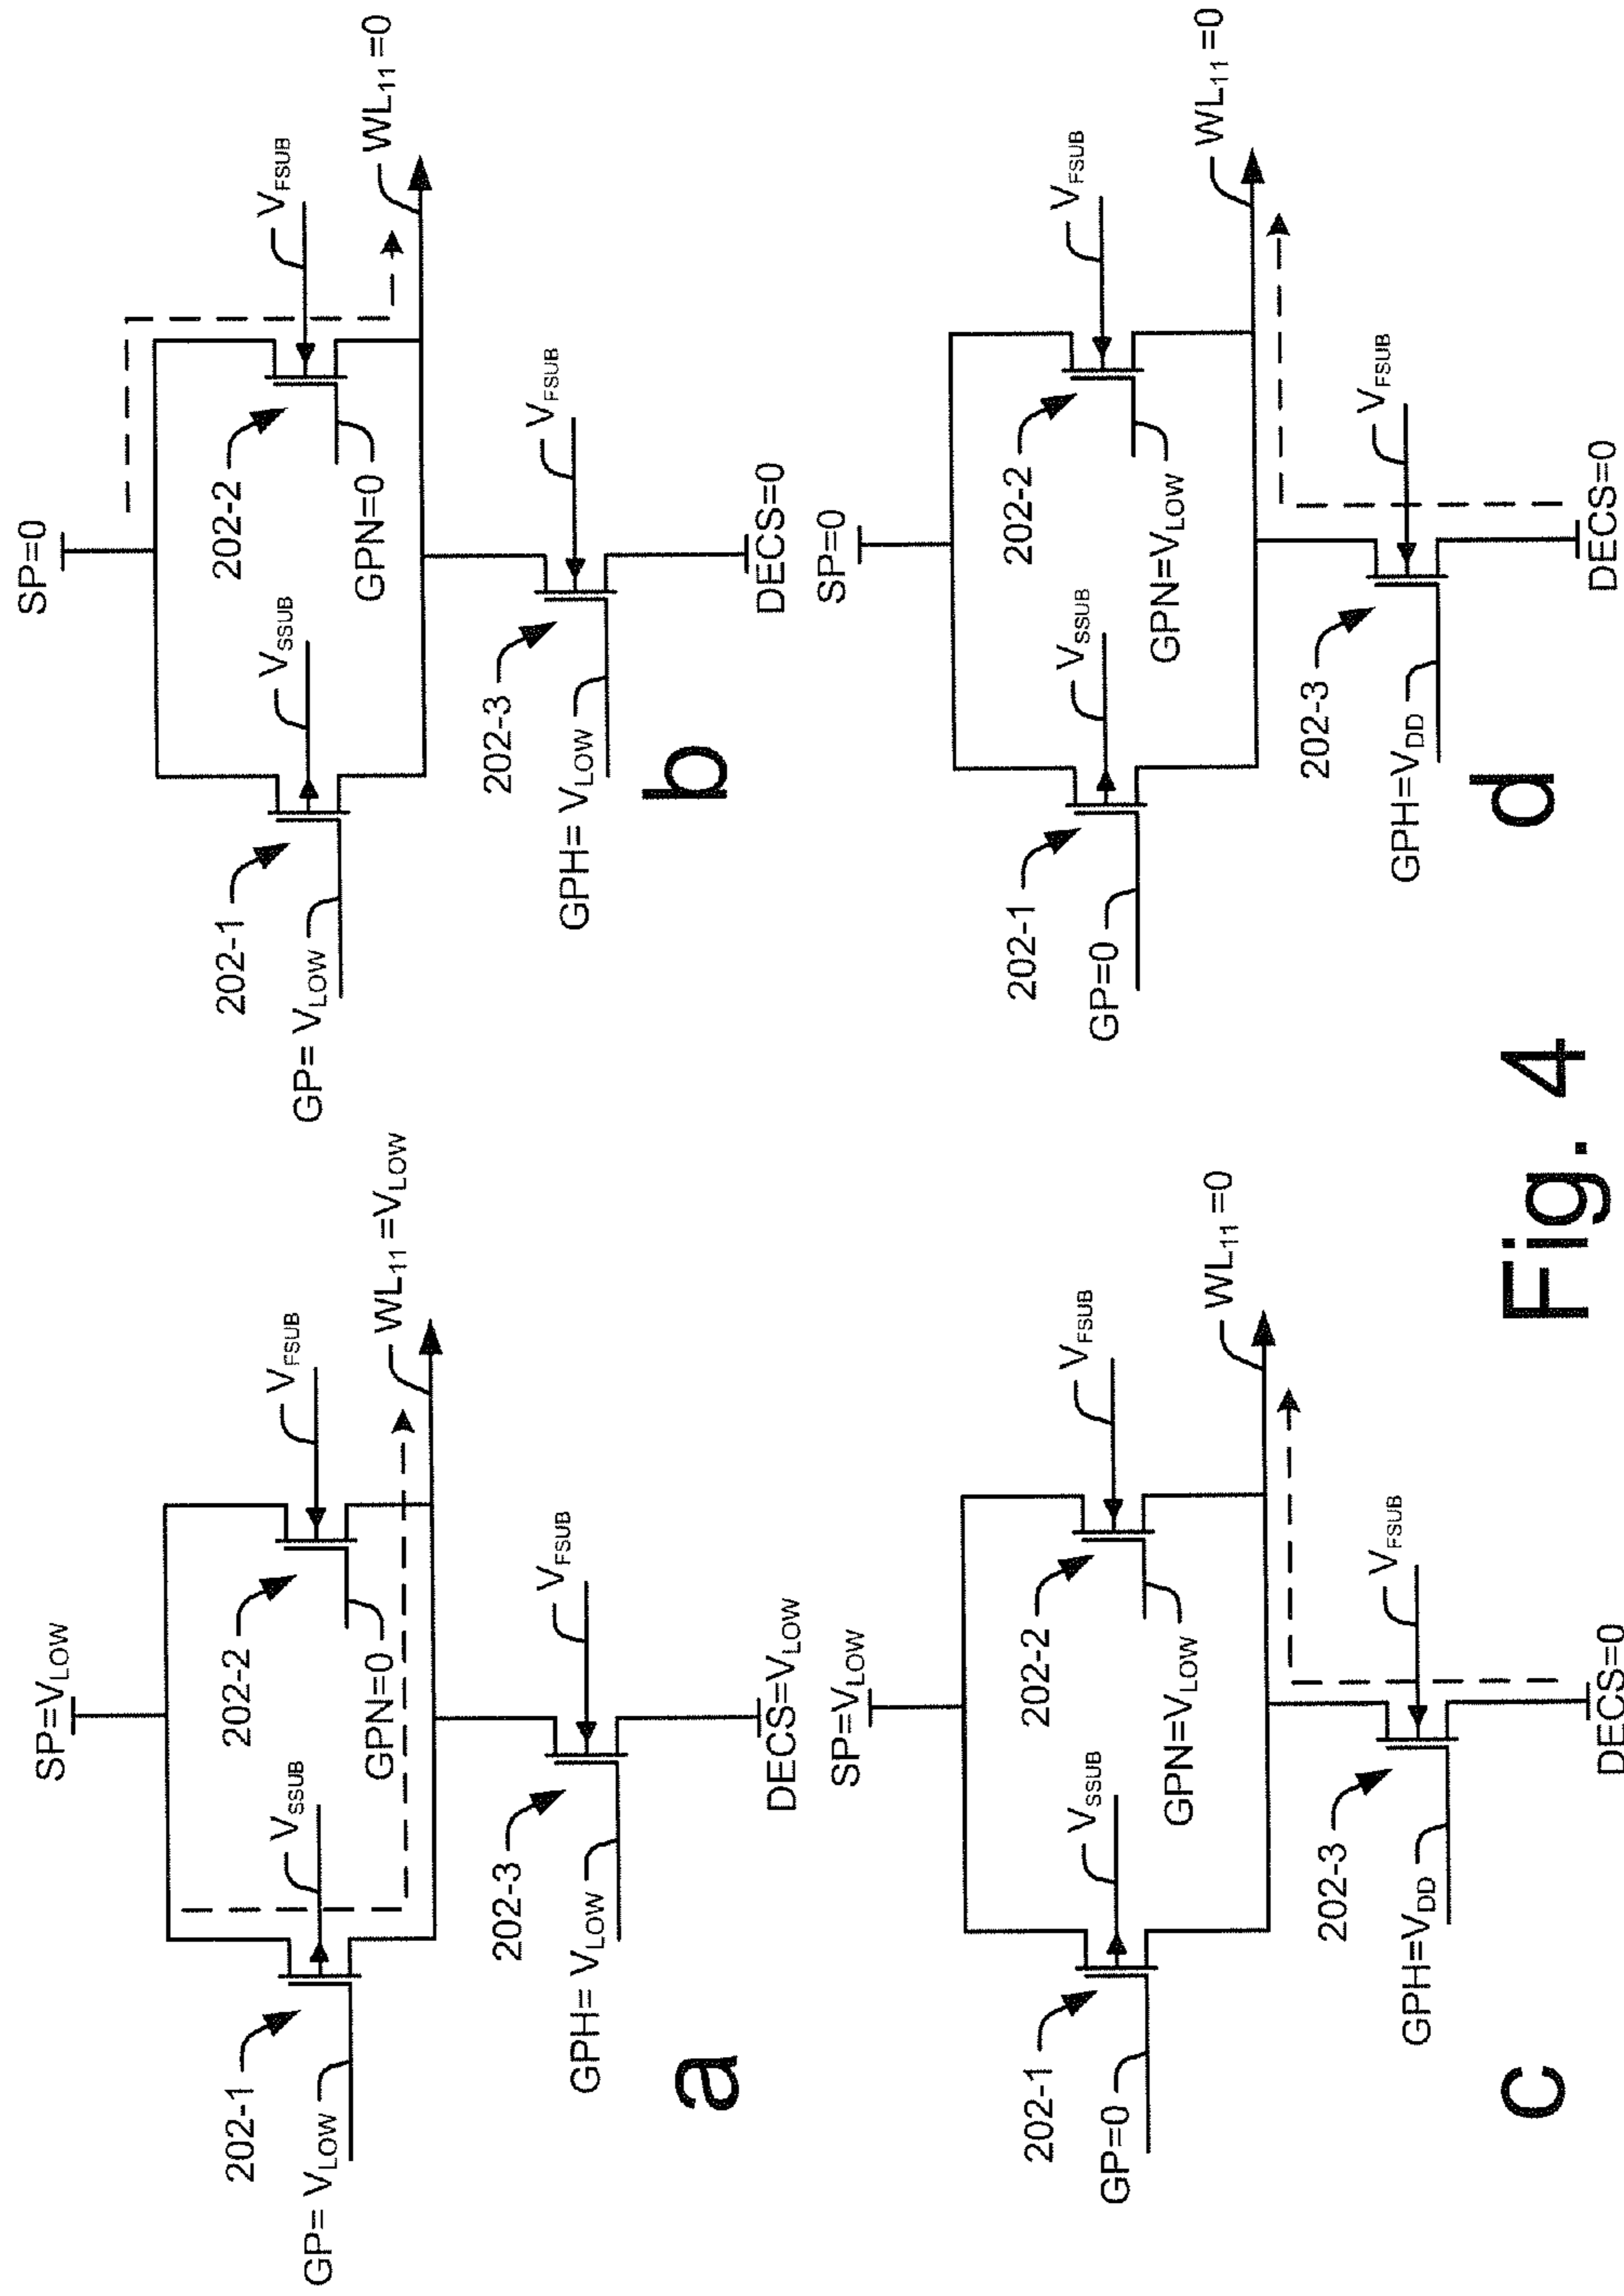 SP=V_LOW
202-1
GP= V_LOW
V_SSUB
202-2
GPN=0
V_FSUB
WL_11 =V_LOW
202-3
GPH= V_LOW
V_FSUB
DECS=V_LOW
a
SP=0
202-1
GP= V_LOW
V_SSUB
202-2
GPN=0
V_FSUB
WL_11 =0
202-3
GPH= V_LOW
V_FSUB
DECS=0
b
SP=V_LOW
202-1
GP=0
V_SSUB
202-2
GPN=V_LOW
V_FSUB
WL_11 =0
202-3
GPH=V_DD
V_FSUB
DECS=0
c
SP=0
202-1
GP=0
V_SSUB
202-2
GPN=V_LOW
V_FSUB
WL_11 =0
202-3
GPH=V_DD
V_FSUB
DECS=0
d
Fig. 4